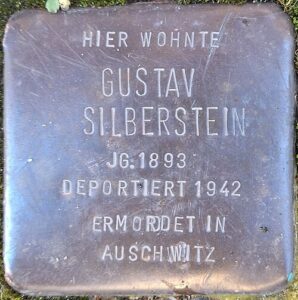 HIER WOHNTE
GUSTAV
SILBERSTEIN
JG. 1893
DEPORTIERT 1942
ERMORDET IN
AUSCHWITZ